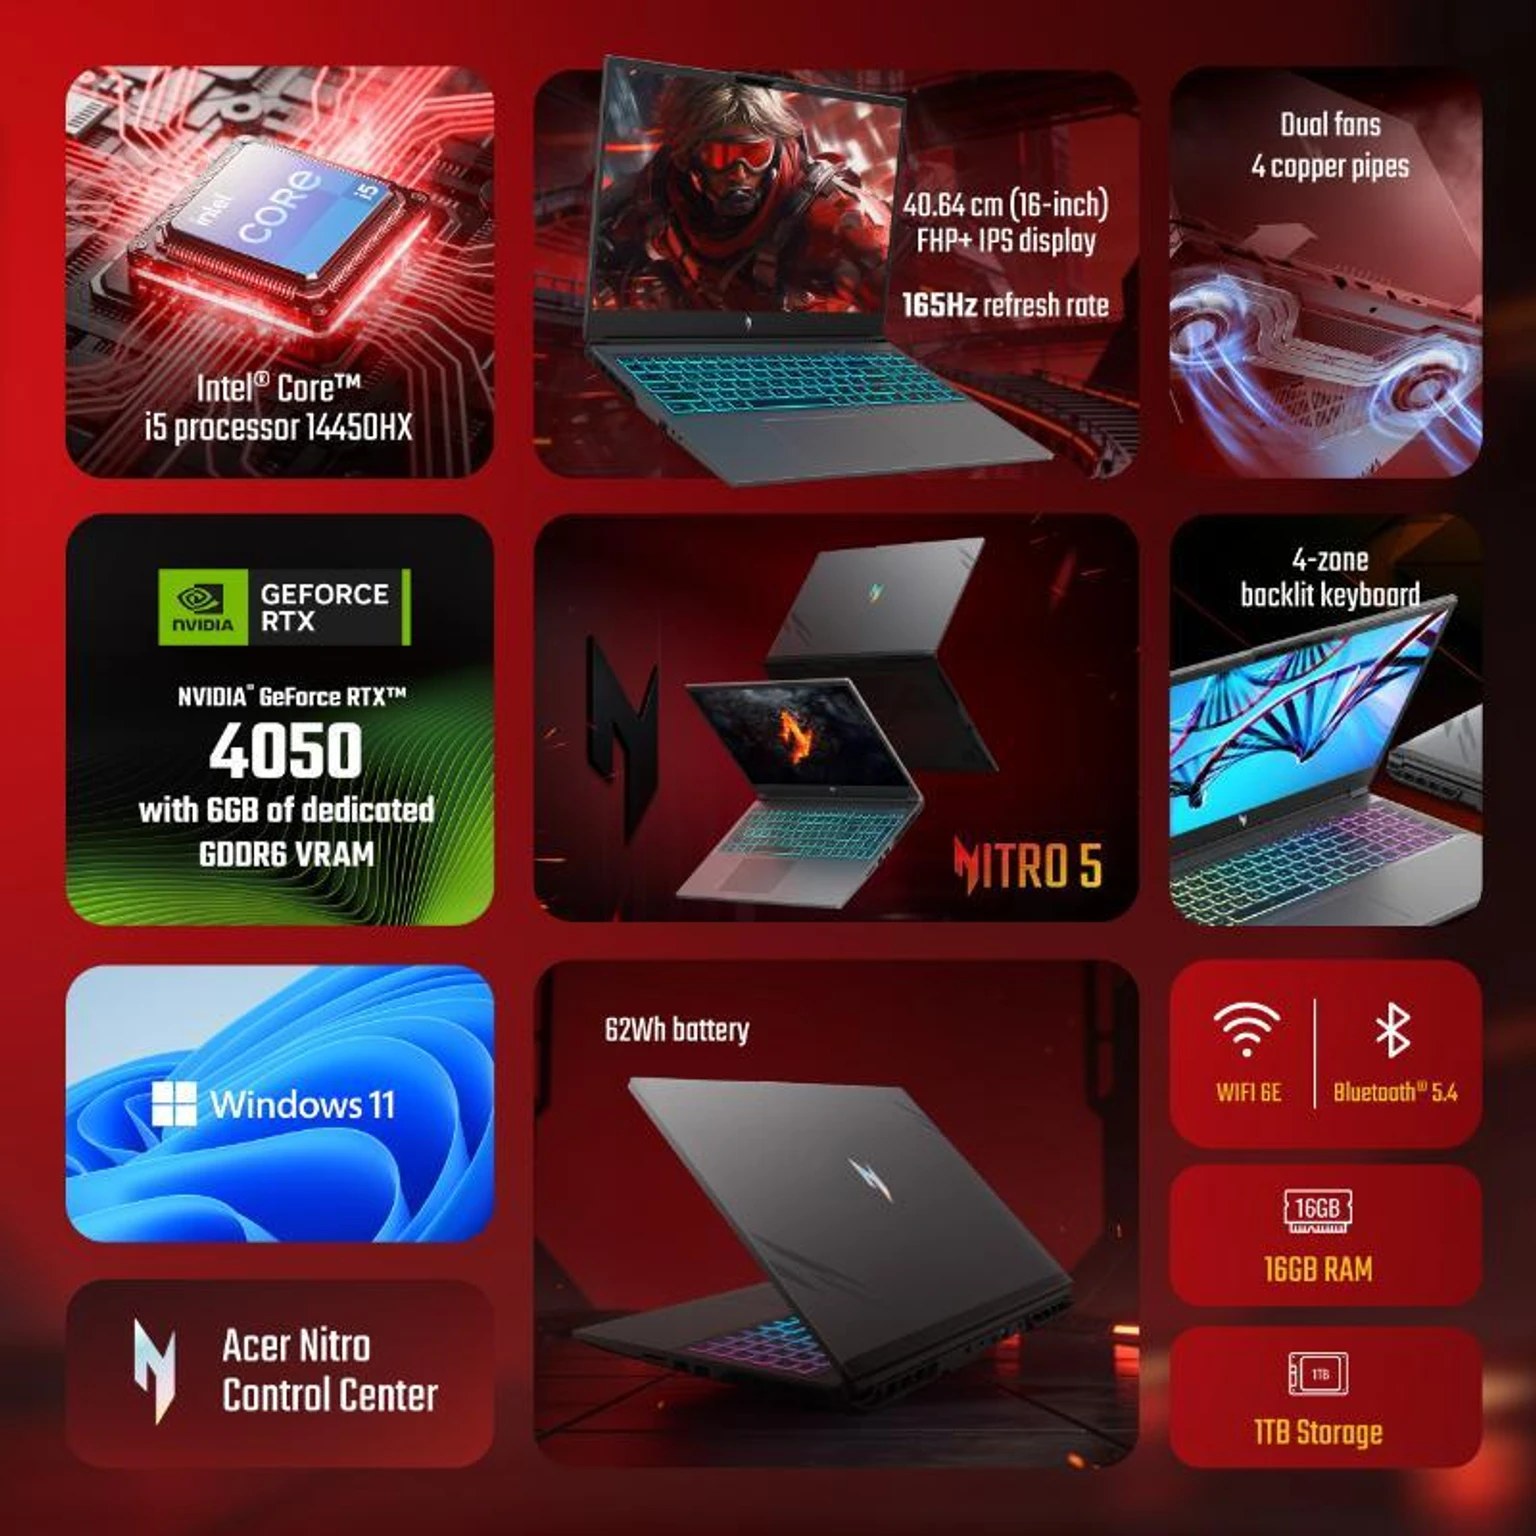 intel
CORE
i5
Intel® Core™
i5 processor 14450HX
40.64 cm (16-inch)
FHP+ IPS display
165Hz refresh rate
Dual fans
4 copper pipes
NVIDIA
GEFORCE
RTX
NVIDIA® GeForce RTX™
4050
with 6GB of dedicated
GDDR6 VRAM
NITRO 5
4-zone
backlit keyboard
Windows 11
62Wh battery
WIFI 6E
Bluetooth® 5.4
16GB
16GB RAM
1TB
1TB Storage
Acer Nitro
Control Center